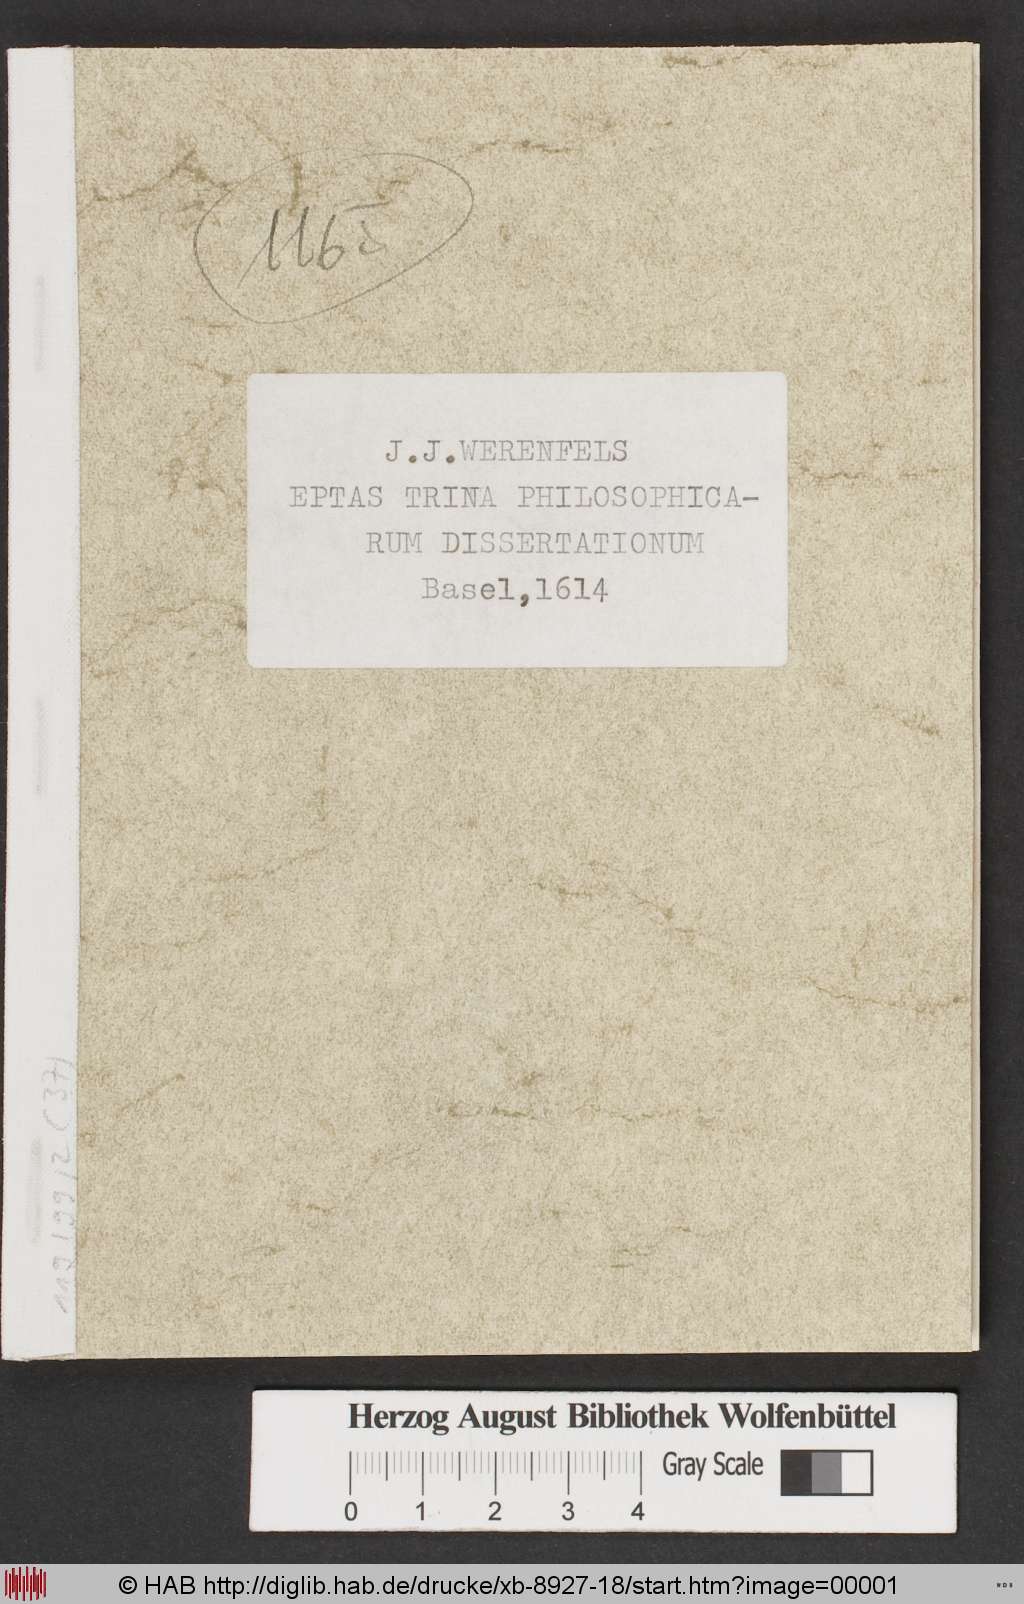 J.J.WERENFELS
EPTAS TRINA PHILOSOPHICA-
RUM DISSERTATIONUM
Basel,1614
Herzog August Bibliothek Wolfenbüttel
Gray Scale
0 1 2 3 4
© HAB http://diglib.hab.de/drucke/xb-8927-18/start.htm?image=00001